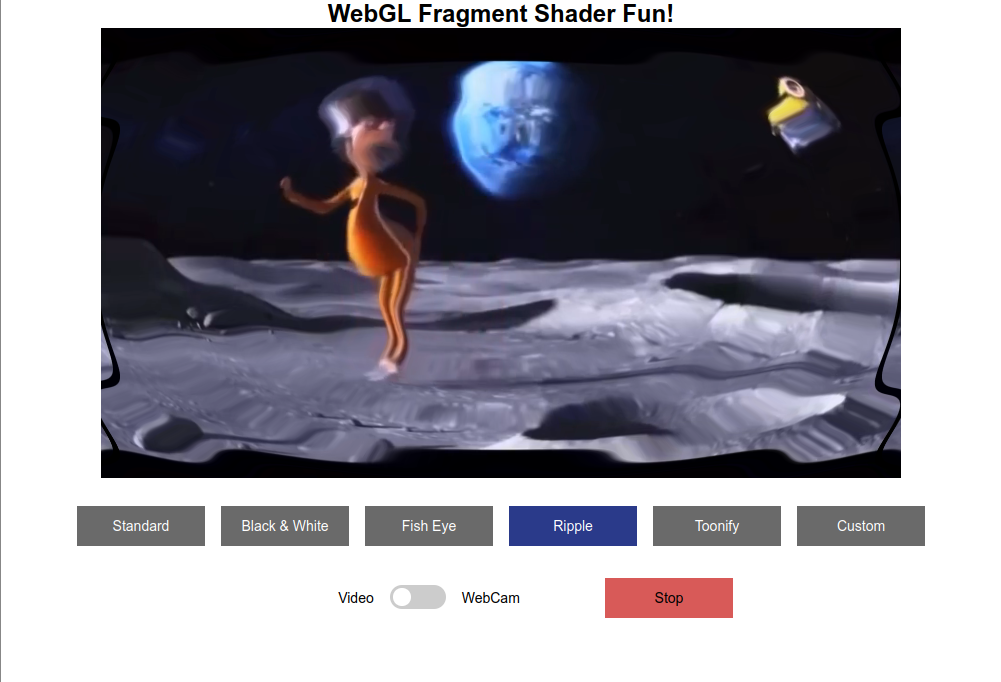 WebGL Fragment Shader Fun!
Standard
Black & White
Fish Eye
Ripple
Toonify
Custom
Video
WebCam
Stop